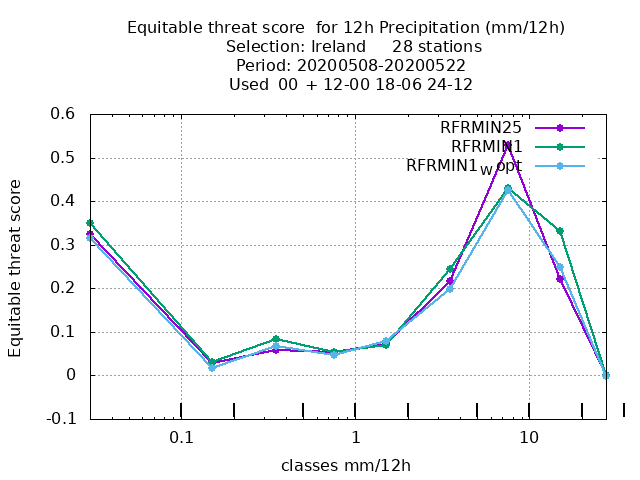 Equitable threat score  for 12h Precipitation (mm/12h)
Selection: Ireland     28 stations
Period: 20200508-20200522
Used  00  + 12-00 18-06 24-12
RFRMIN25
RFRMIN1
RFRMIN1W opt
Equitable threat score
0.6
0.5
0.4
0.3
0.2
0.1
0
-0.1
0.1
1
10
classes mm/12h